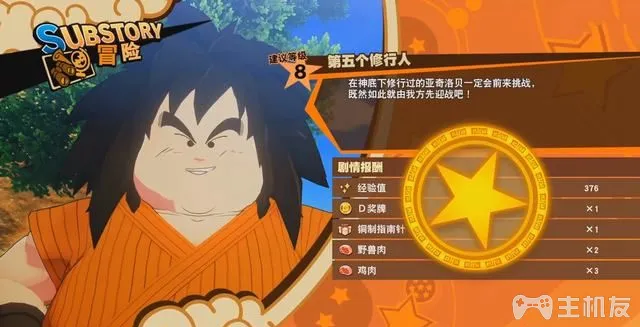 SUBSTORY
冒险
建议等级
8
第五个修行人
在神底下修行过的亚奇洛贝一定会前来挑战，
既然如此就由我方先迎战吧！
剧情报酬
经验值 376
D奖牌 ×1
铜制指南针 ×1
野兽肉 ×2
鸡肉 ×3
主机友